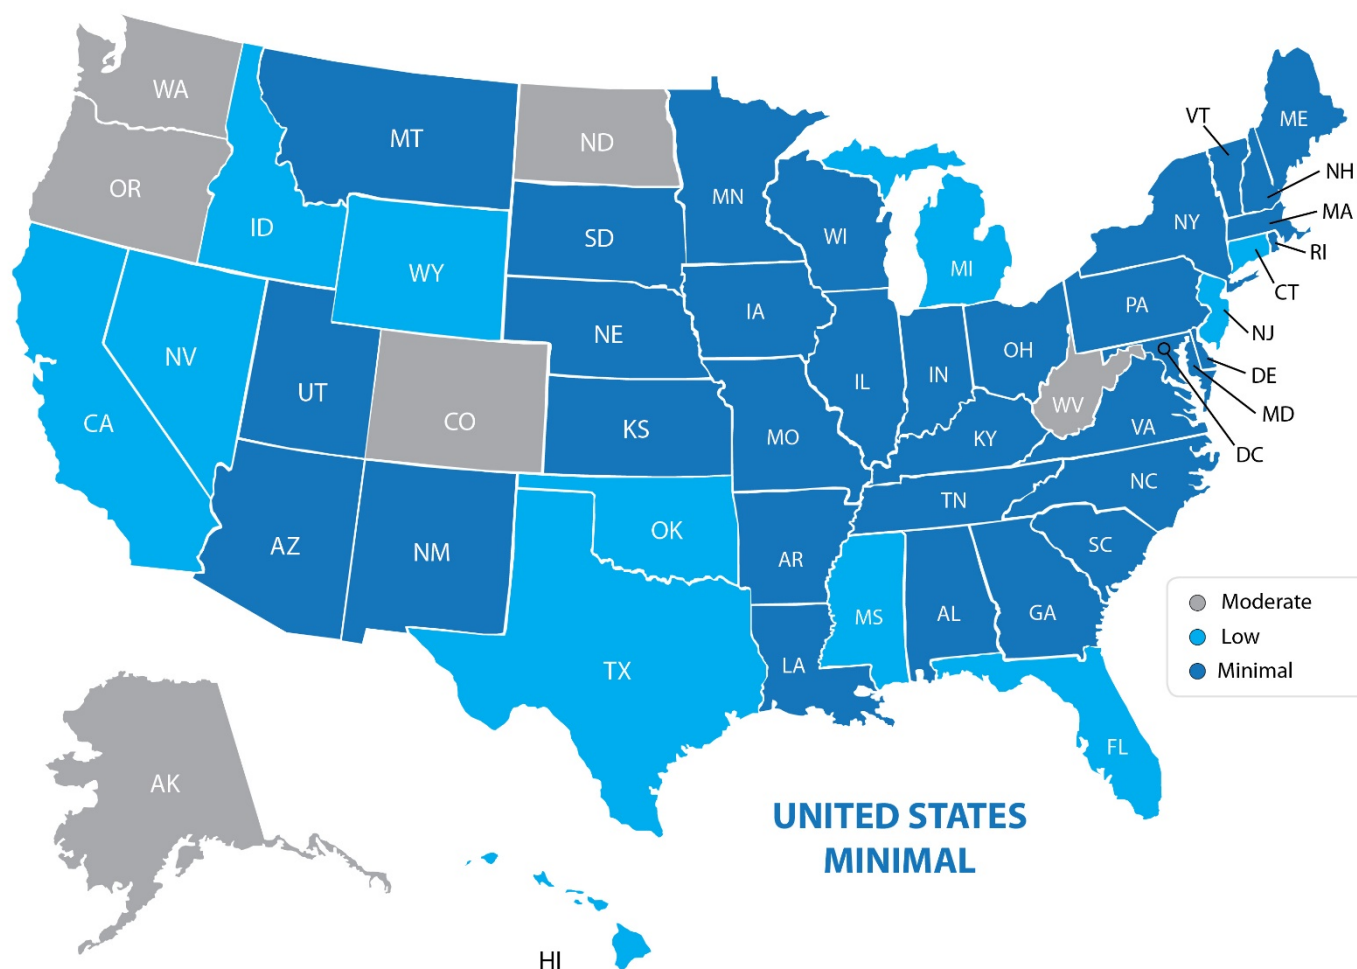 WA
MT
ND
OR
ID
WY
SD
MN
WI
MI
VT
ME
NH
MA
NY
RI
CT
NJ
PA
NV
UT
CO
NE
IA
IL
IN
OH
DE
MD
DC
CA
KS
MO
KY
WV
VA
AZ
NM
OK
AR
TN
NC
SC
TX
LA
MS
AL
GA
FL
Moderate
Low
Minimal
AK
HI
UNITED STATES
MINIMAL